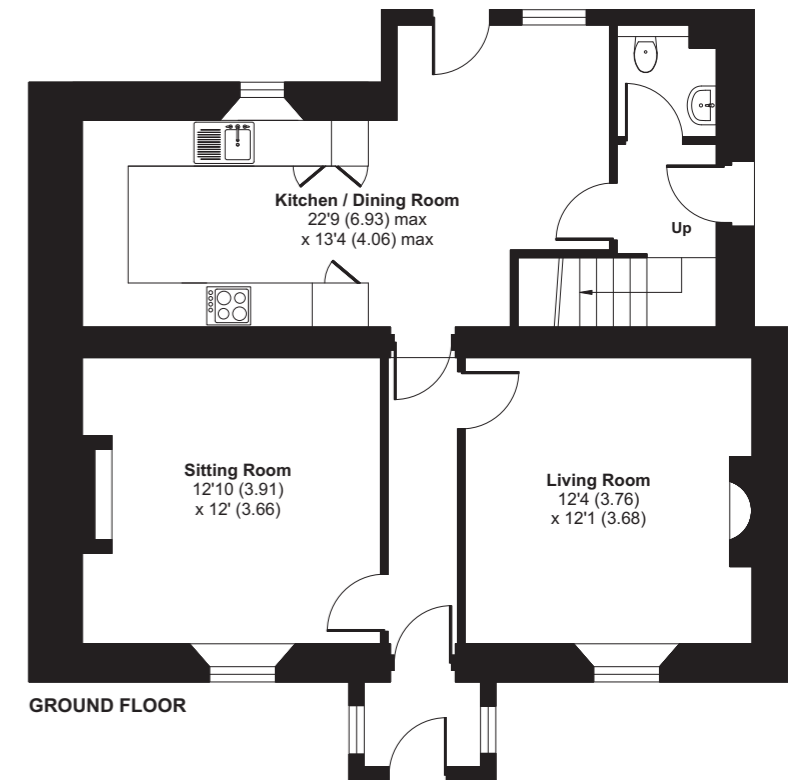 Kitchen / Dining Room
22'9 (6.93) max
x 13'4 (4.06) max
Up
Sitting Room
12'10 (3.91)
x 12' (3.66)
Living Room
12'4 (3.76)
x 12'1 (3.68)
GROUND FLOOR